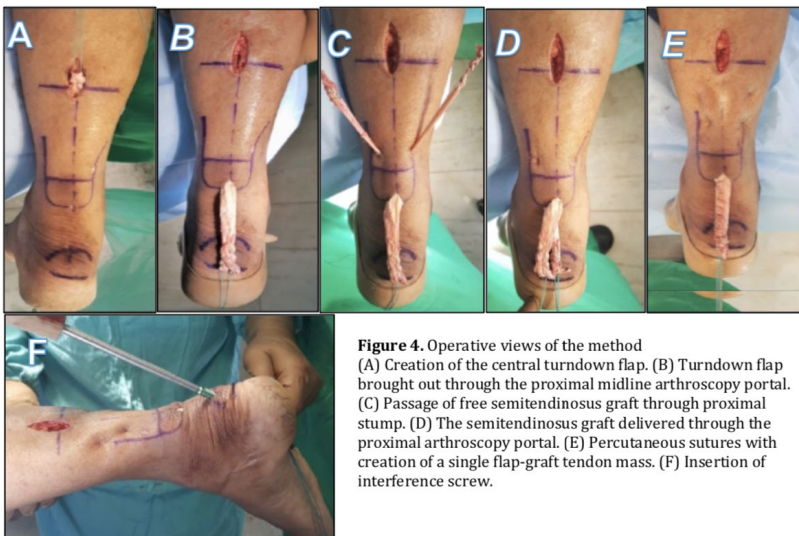 A
B
C
D
E
F
Figure 4. Operative views of the method
(A) Creation of the central turndown flap. (B) Turndown flap
brought out through the proximal midline arthroscopy portal.
(C) Passage of free semitendinosus graft through proximal
stump. (D) The semitendinosus graft delivered through the
proximal arthroscopy portal. (E) Percutaneous sutures with
creation of a single flap-graft tendon mass. (F) Insertion of
interference screw.